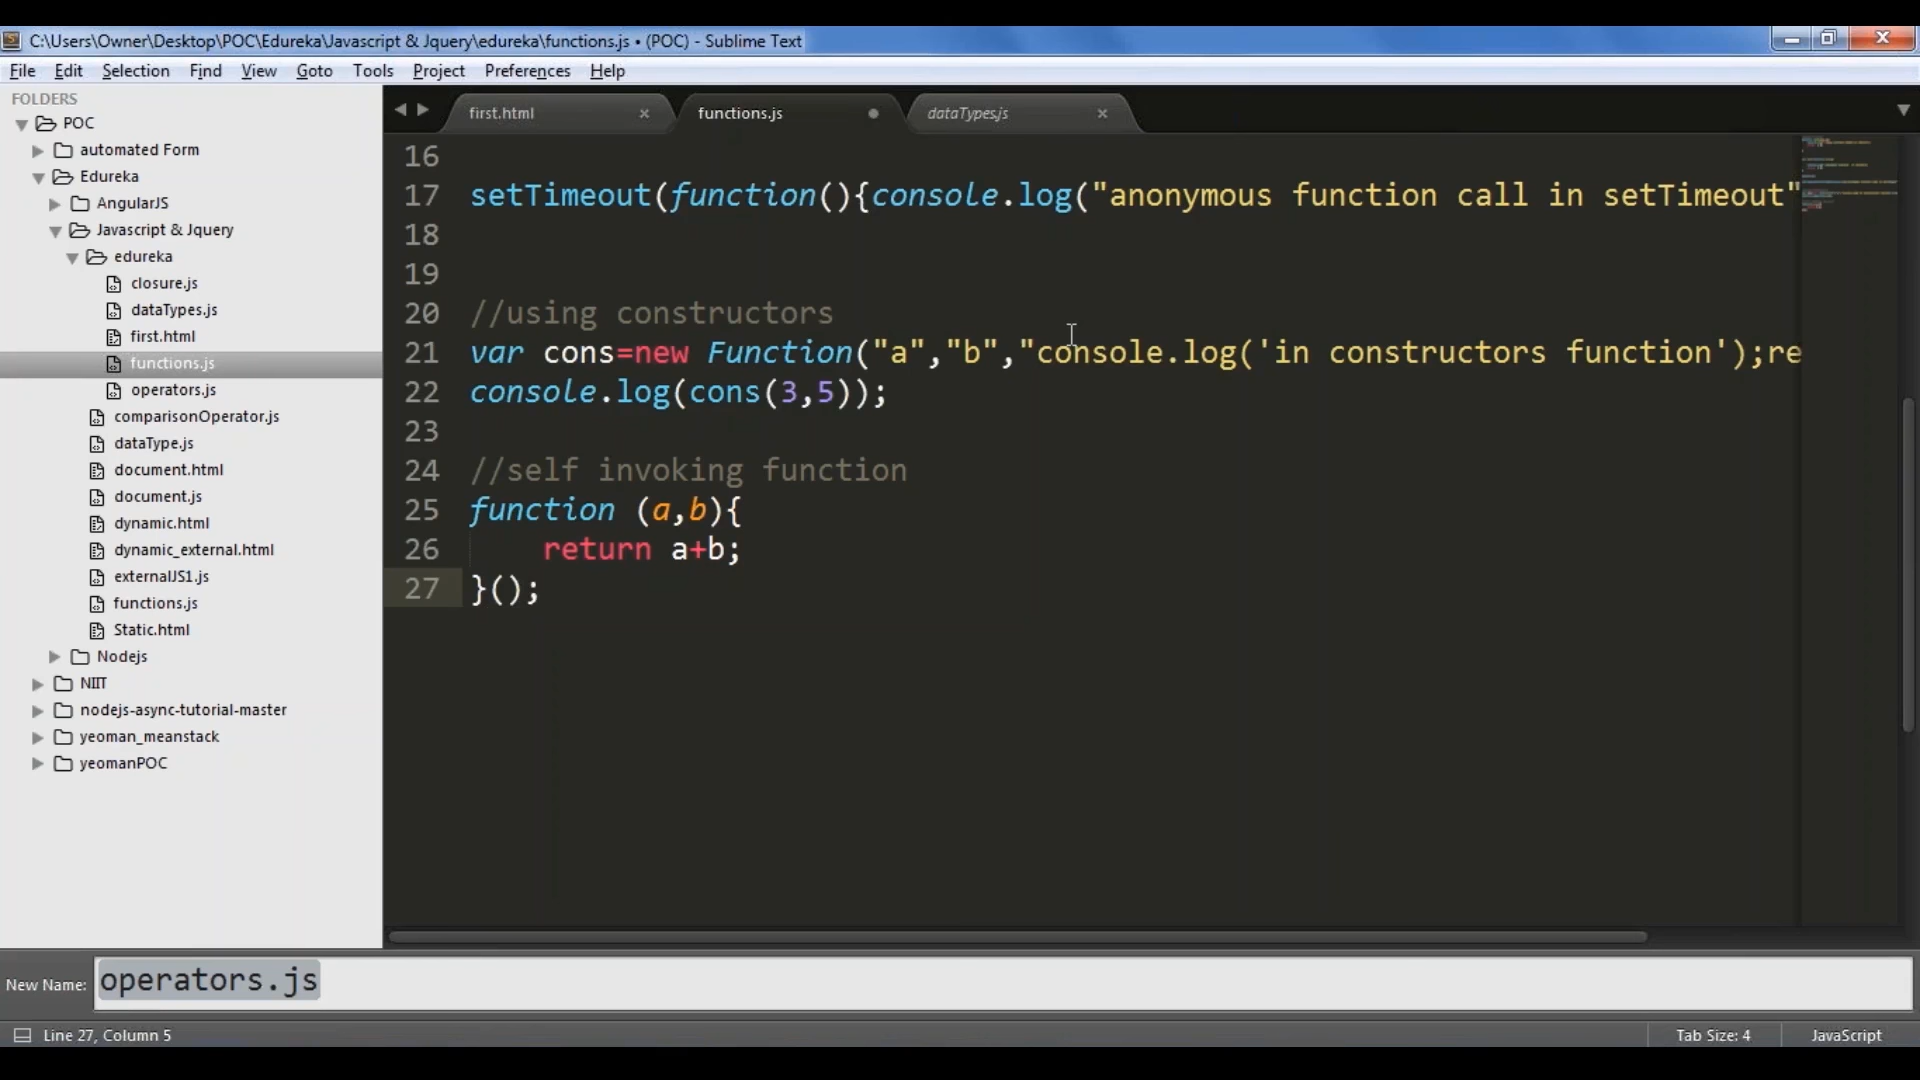 C:\Users\Owner\Desktop\POC\Edureka\Javascript & Jquery\edureka\functions.js • (POC) - Sublime Text
File Edit Selection Find View Goto Tools Project Preferences Help
FOLDERS
POC
automated Form
Edureka
AngularJS
Javascript & Jquery
edureka
closure.js
dataTypes.js
first.html
functions.js
operators.js
comparisonOperator.js
dataType.js
document.html
document.js
dynamic.html
dynamic_external.html
externalJS1.js
functions.js
Static.html
Nodejs
NIIT
nodejs-async-tutorial-master
yeoman_meanstack
yeomanPOC
first.html × functions.js dataTypes.js ×
16
17 setTimeout(function(){console.log("anonymous function call in setTimeout"
18
19
20 //using constructors
21 var cons=new Function("a","b","console.log('in constructors function');re
22 console.log(cons(3,5));
23
24 //self invoking function
25 function (a,b){
26 return a+b;
27 }();
New Name: operators.js
Line 27, Column 5
Tab Size: 4
JavaScript